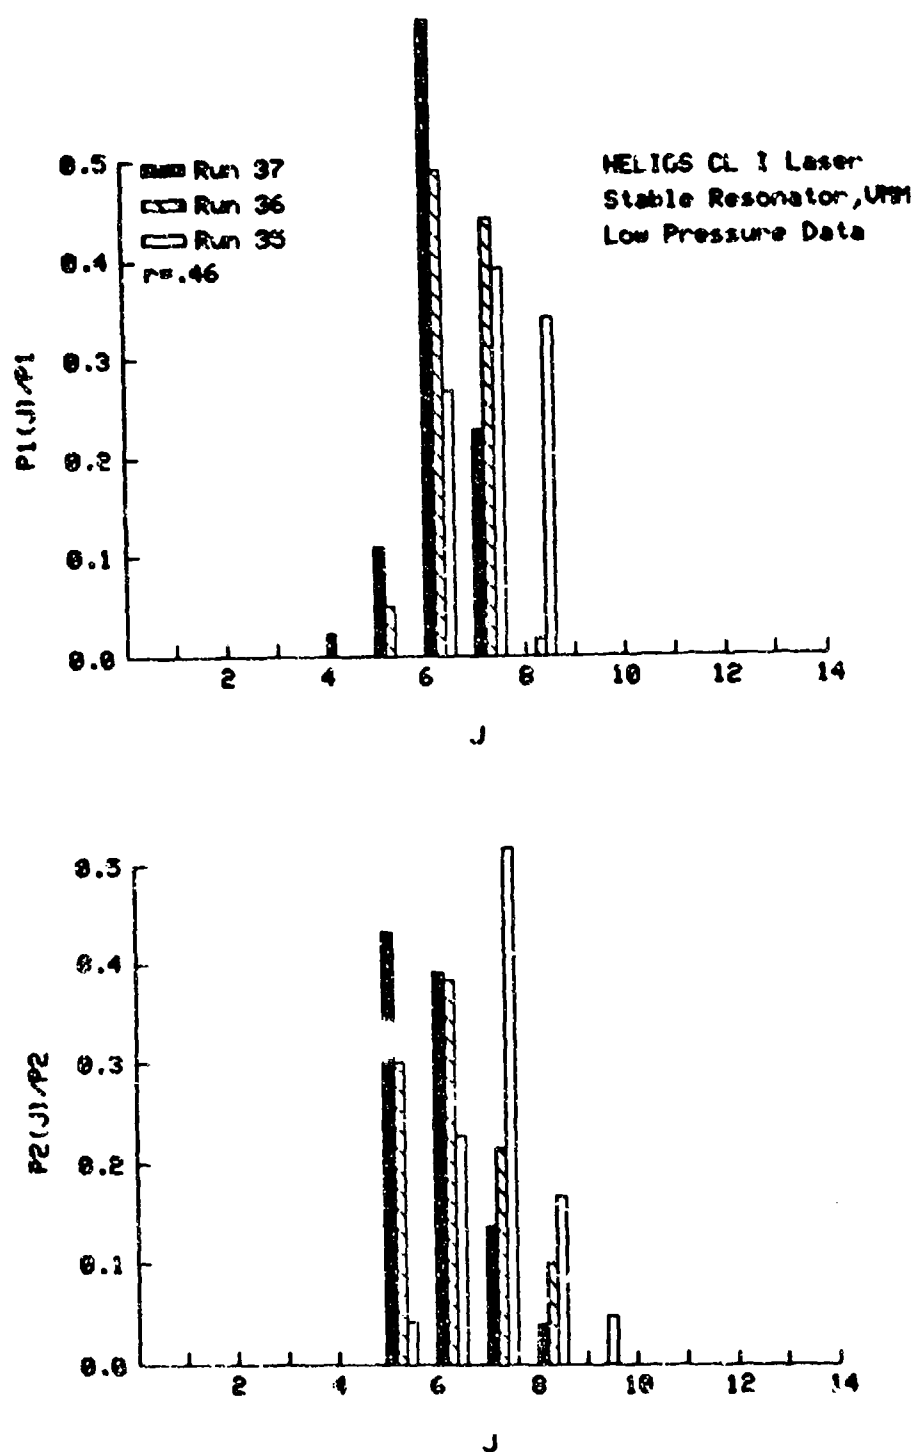 0.5
Run 37
Run 36
Run 35
r=.46
HELIOS CL I Laser
Stable Resonator,VMM
Low Pressure Data
0.4
0.3
0.2
0.1
0.0
P1(J)/P1
2 4 6 8 10 12 14
J
0.5
0.4
0.3
0.2
0.1
0.0
P2(J)/P2
2 4 6 8 10 12 14
J